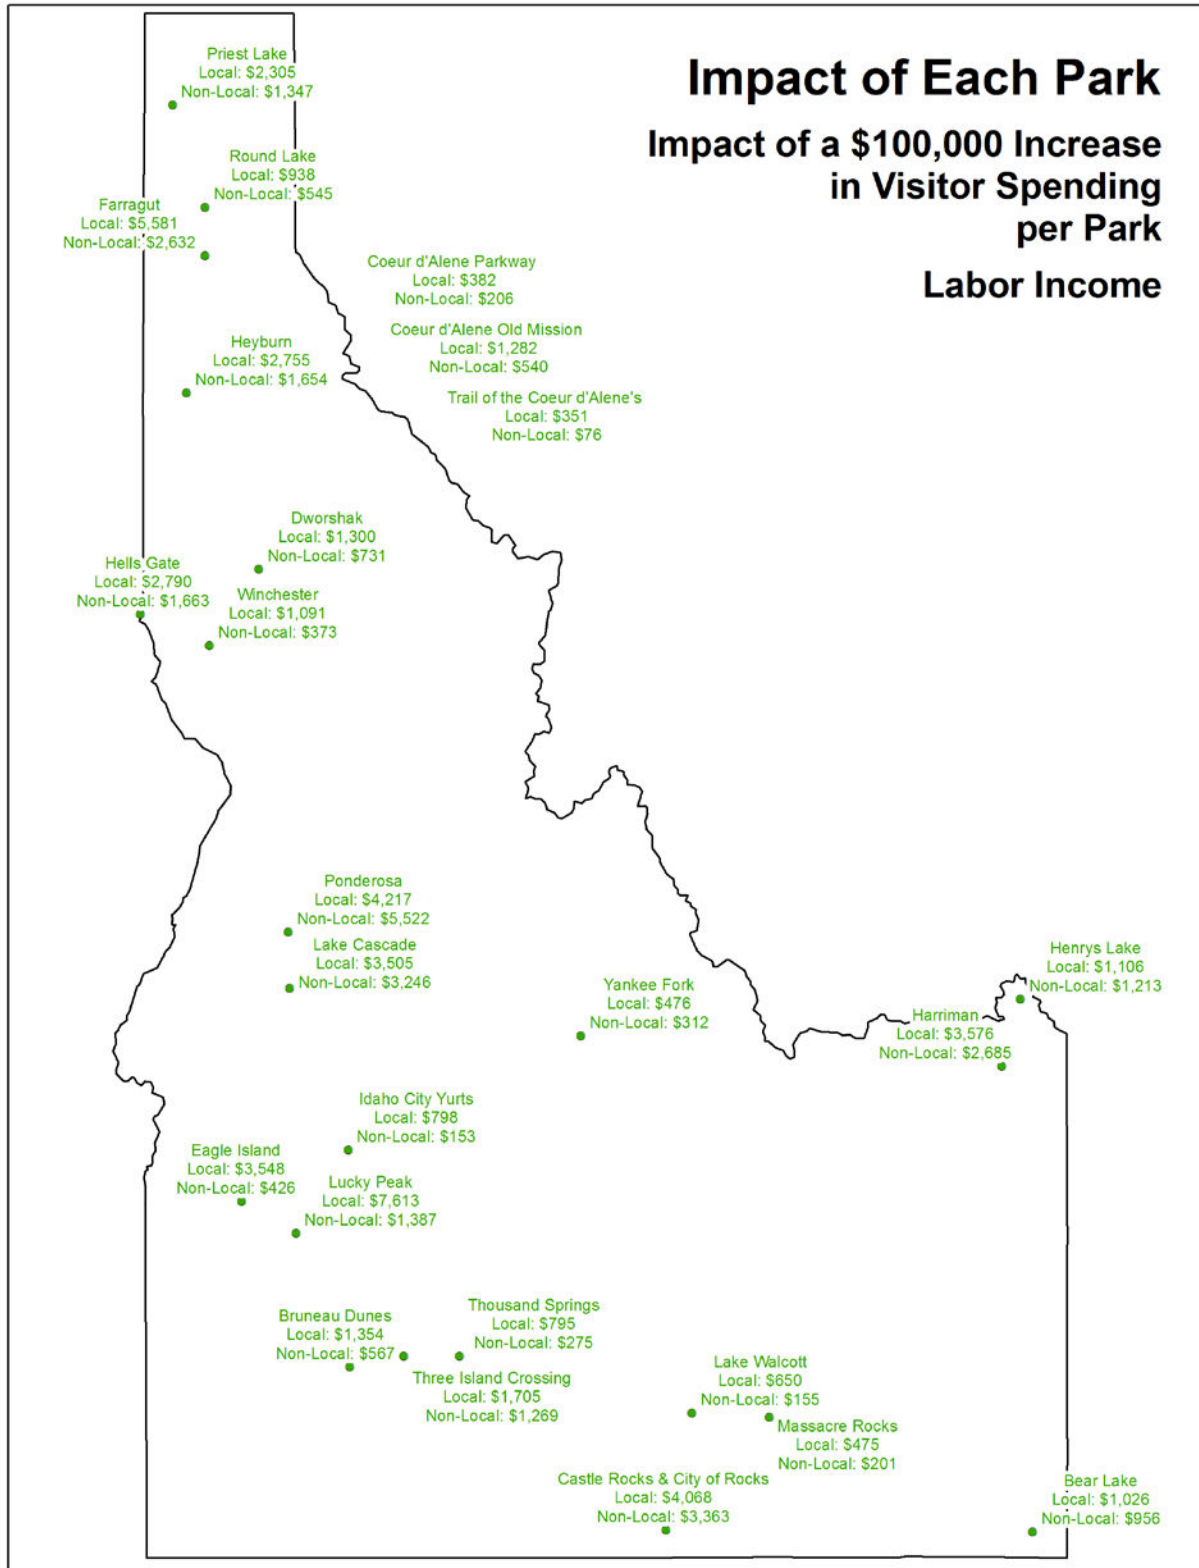 Impact of Each Park
Impact of a $100,000 Increase
in Visitor Spending
per Park
Labor Income
Priest Lake
Local: $2,305
Non-Local: $1,347
Round Lake
Local: $938
Non-Local: $545
Farragut
Local: $5,581
Non-Local: $2,632
Coeur d'Alene Parkway
Local: $382
Non-Local: $206
Coeur d'Alene Old Mission
Local: $1,282
Non-Local: $540
Heyburn
Local: $2,755
Non-Local: $1,654
Trail of the Coeur d'Alene's
Local: $351
Non-Local: $76
Dworshak
Local: $1,300
Non-Local: $731
Hells Gate
Local: $2,790
Non-Local: $1,663
Winchester
Local: $1,091
Non-Local: $373
Ponderosa
Local: $4,217
Non-Local: $5,522
Lake Cascade
Local: $3,505
Non-Local: $3,246
Henrys Lake
Local: $1,106
Non-Local: $1,213
Yankee Fork
Local: $476
Non-Local: $312
Harriman
Local: $3,576
Non-Local: $2,685
Idaho City Yurts
Local: $798
Non-Local: $153
Eagle Island
Local: $3,548
Non-Local: $426
Lucky Peak
Local: $7,613
Non-Local: $1,387
Thousand Springs
Local: $795
Non-Local: $275
Bruneau Dunes
Local: $1,354
Non-Local: $567
Three Island Crossing
Local: $1,705
Non-Local: $1,269
Lake Walcott
Local: $650
Non-Local: $155
Massacre Rocks
Local: $475
Non-Local: $201
Castle Rocks & City of Rocks
Local: $4,068
Non-Local: $3,363
Bear Lake
Local: $1,026
Non-Local: $956